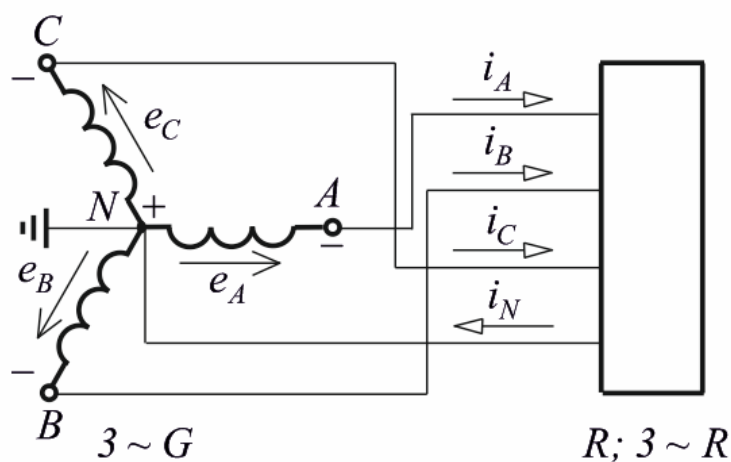 C
−
e_C
i_A
i_B
N
+
A
−
i_C
e_B
e_A
i_N
−
B
3 ~ G
R; 3 ~ R